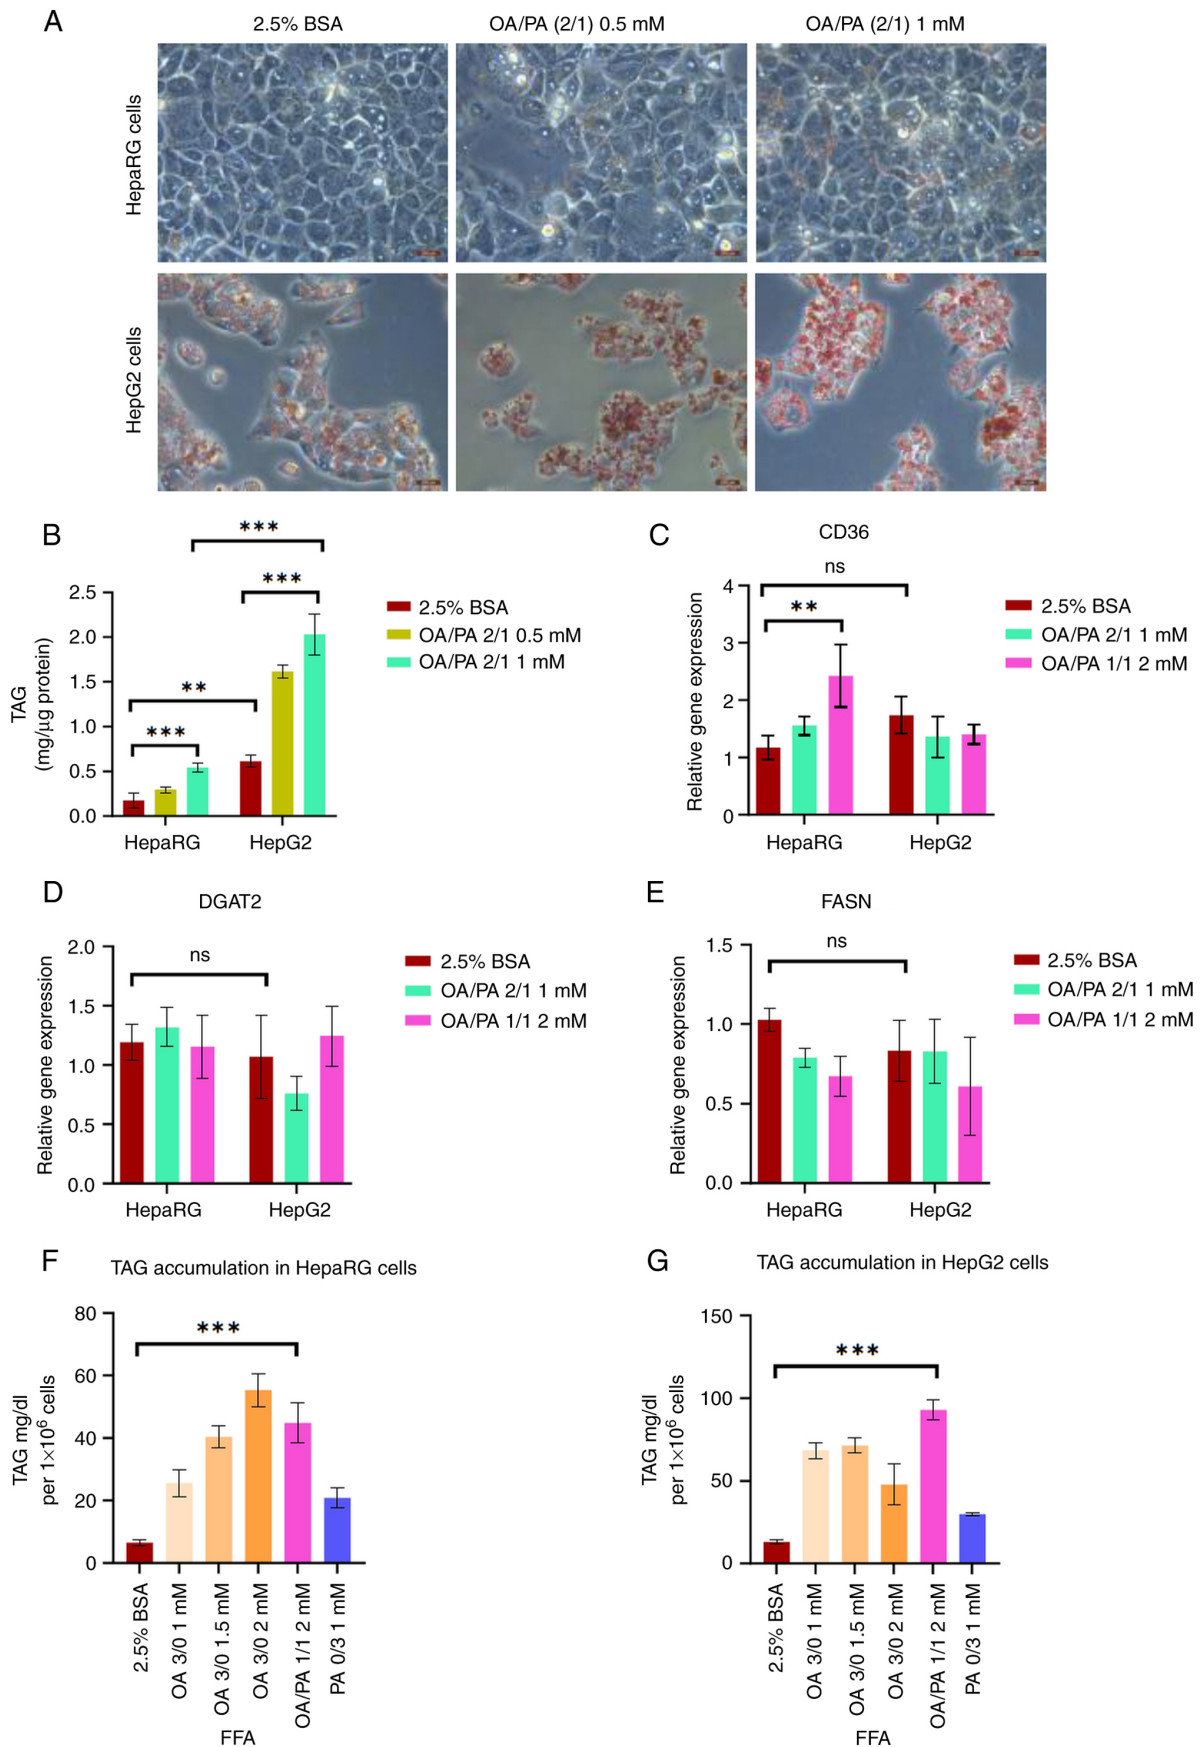 A
2.5% BSA
OA/PA (2/1) 0.5 mM
OA/PA (2/1) 1 mM
HepaRG cells
HepG2 cells
B
***
***
**
***
TAG
(mg/μg protein)
2.5
2.0
1.5
1.0
0.5
0.0
HepaRG
HepG2
2.5% BSA
OA/PA 2/1 0.5 mM
OA/PA 2/1 1 mM
C
CD36
ns
**
Relative gene expression
4
3
2
1
0
HepaRG
HepG2
2.5% BSA
OA/PA 2/1 1 mM
OA/PA 1/1 2 mM
D
DGAT2
ns
Relative gene expression
2.0
1.5
1.0
0.5
0.0
HepaRG
HepG2
2.5% BSA
OA/PA 2/1 1 mM
OA/PA 1/1 2 mM
E
FASN
ns
Relative gene expression
1.5
1.0
0.5
0.0
HepaRG
HepG2
2.5% BSA
OA/PA 2/1 1 mM
OA/PA 1/1 2 mM
F
TAG accumulation in HepaRG cells
***
TAG mg/dl
per 1×10⁶ cells
80
60
40
20
0
2.5% BSA
OA 3/0 1 mM
OA 3/0 1.5 mM
OA 3/0 2 mM
OA/PA 1/1 2 mM
PA 0/3 1 mM
FFA
G
TAG accumulation in HepG2 cells
***
TAG mg/dl
per 1×10⁶ cells
150
100
50
0
2.5% BSA
OA 3/0 1 mM
OA 3/0 1.5 mM
OA 3/0 2 mM
OA/PA 1/1 2 mM
PA 0/3 1 mM
FFA